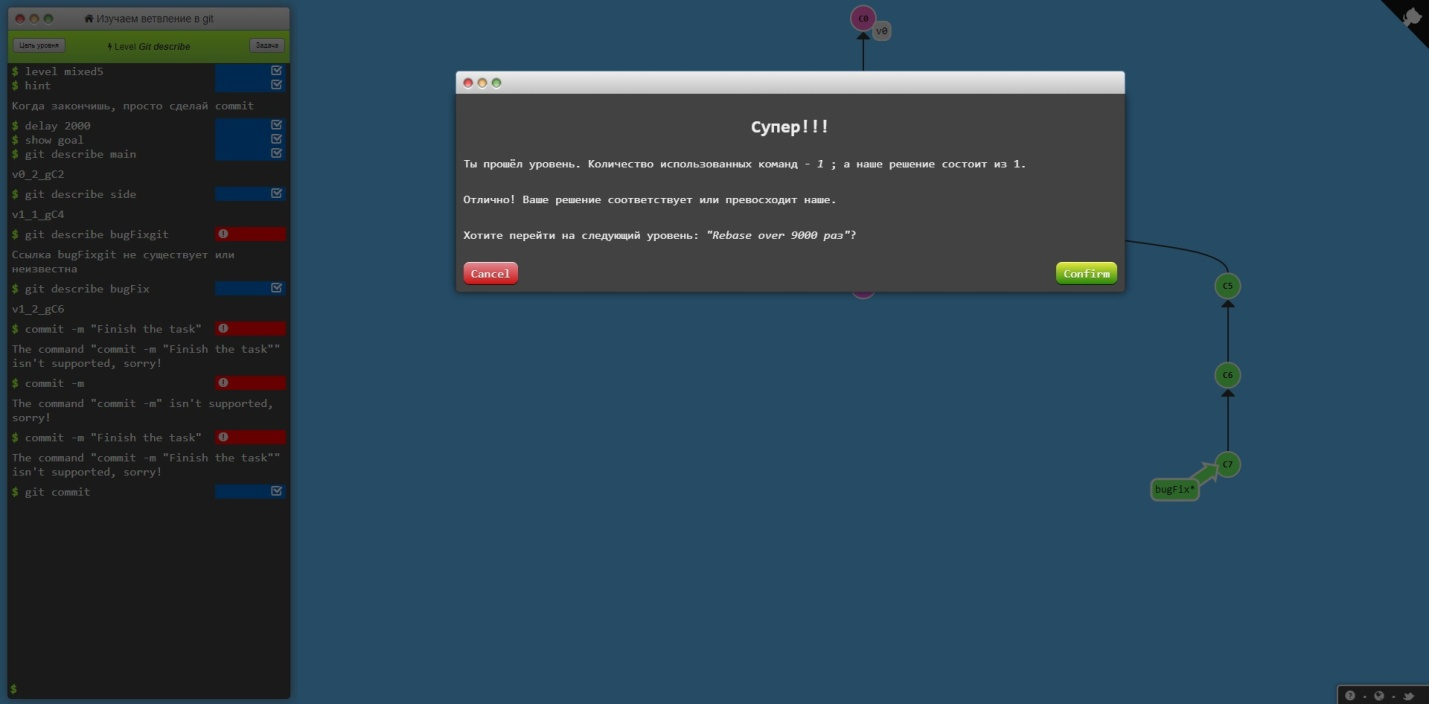 Изучаем ветвление в git
Цель уровня
Level Git describe
Задача
$ level mixed5
$ hint
Когда закончишь, просто сделай commit
$ delay 2000
$ show goal
$ git describe main
v0_2_gC2
$ git describe side
v1_1_gC4
$ git describe bugFixgit
Ссылка bugFixgit не существует или
неизвестна
$ git describe bugFix
v1_2_gC6
$ commit -m "Finish the task"
The command "commit -m "Finish the task""
isn't supported, sorry!
$ commit -m
The command "commit -m" isn't supported,
sorry!
$ commit -m "Finish the task"
The command "commit -m "Finish the task""
isn't supported, sorry!
$ git commit
$
C0
v0
Супер!!!
Ты прошёл уровень. Количество использованных команд - 1 ; а наше решение состоит из 1.
Отлично! Ваше решение соответствует или превосходит наше.
Хотите перейти на следующий уровень: "Rebase over 9000 раз"?
Cancel
Confirm
C5
C6
C7
bugFix*